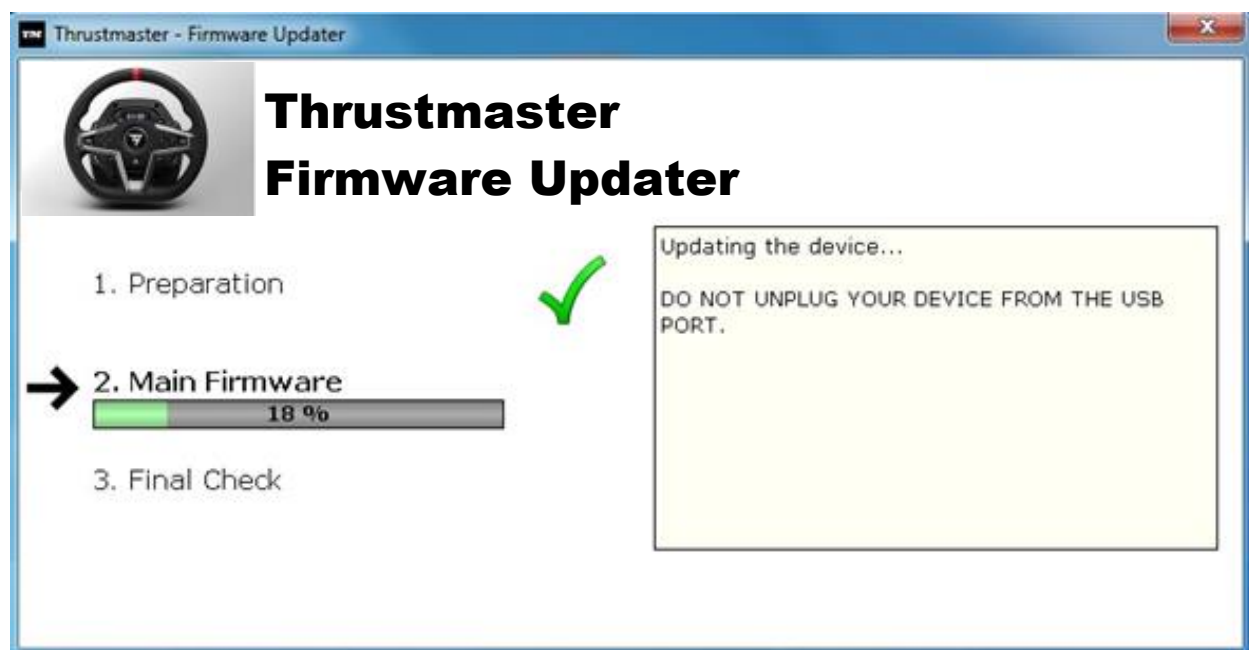 Thrustmaster - Firmware Updater
Thrustmaster
Firmware Updater
1. Preparation
2. Main Firmware
18 %
3. Final Check
Updating the device...
DO NOT UNPLUG YOUR DEVICE FROM THE USB
PORT.